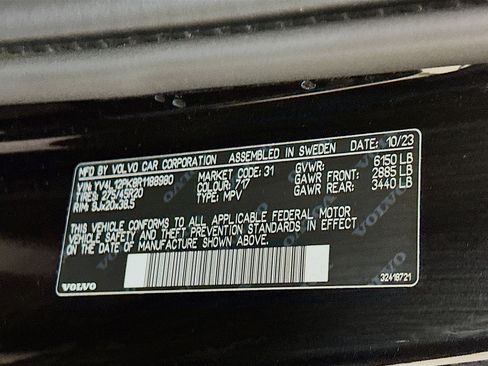 MFD BY VOLVO CAR CORPORATION ASSEMBLED IN SWEDEN DATE: 10/23
VIN: YV4L12PK8R1188980 MARKET CODE: 31 GVWR: 6150 LB
TIRES: 275/45R20 COLOUR: 717 GAWR FRONT: 2885 LB
RIM: 9Jx20x38.5 TYPE: MPV GAWR REAR: 3440 LB
THIS VEHICLE CONFORMS TO ALL APPLICABLE FEDERAL MOTOR
VEHICLE SAFETY AND THEFT PREVENTION STANDARDS IN EFFECT
ON THE DATE OF MANUFACTURE SHOWN ABOVE.
VOLVO 32418721